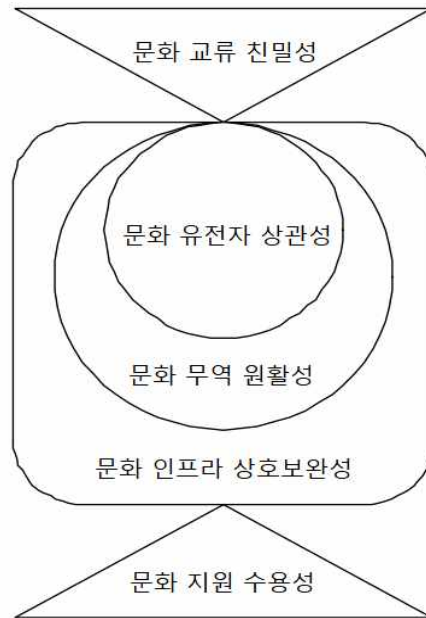 문화 교류 친밀성
문화 유전자 상관성
문화 무역 원활성
문화 인프라 상호보완성
문화 지원 수용성